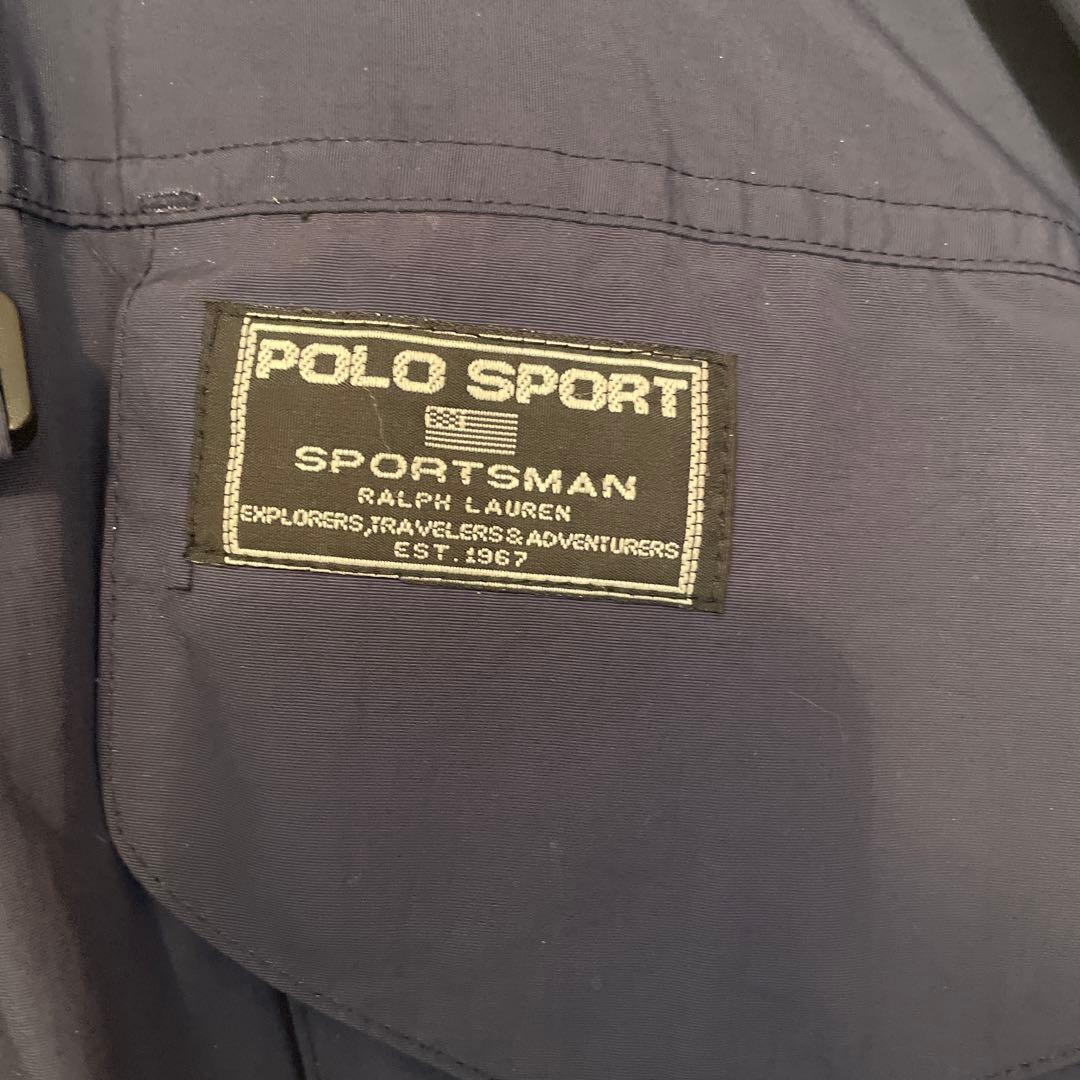 POLO SPORT
SPORTSMAN
RALPH LAUREN
EXPLORERS, TRAVELERS & ADVENTURERS
EST. 1967